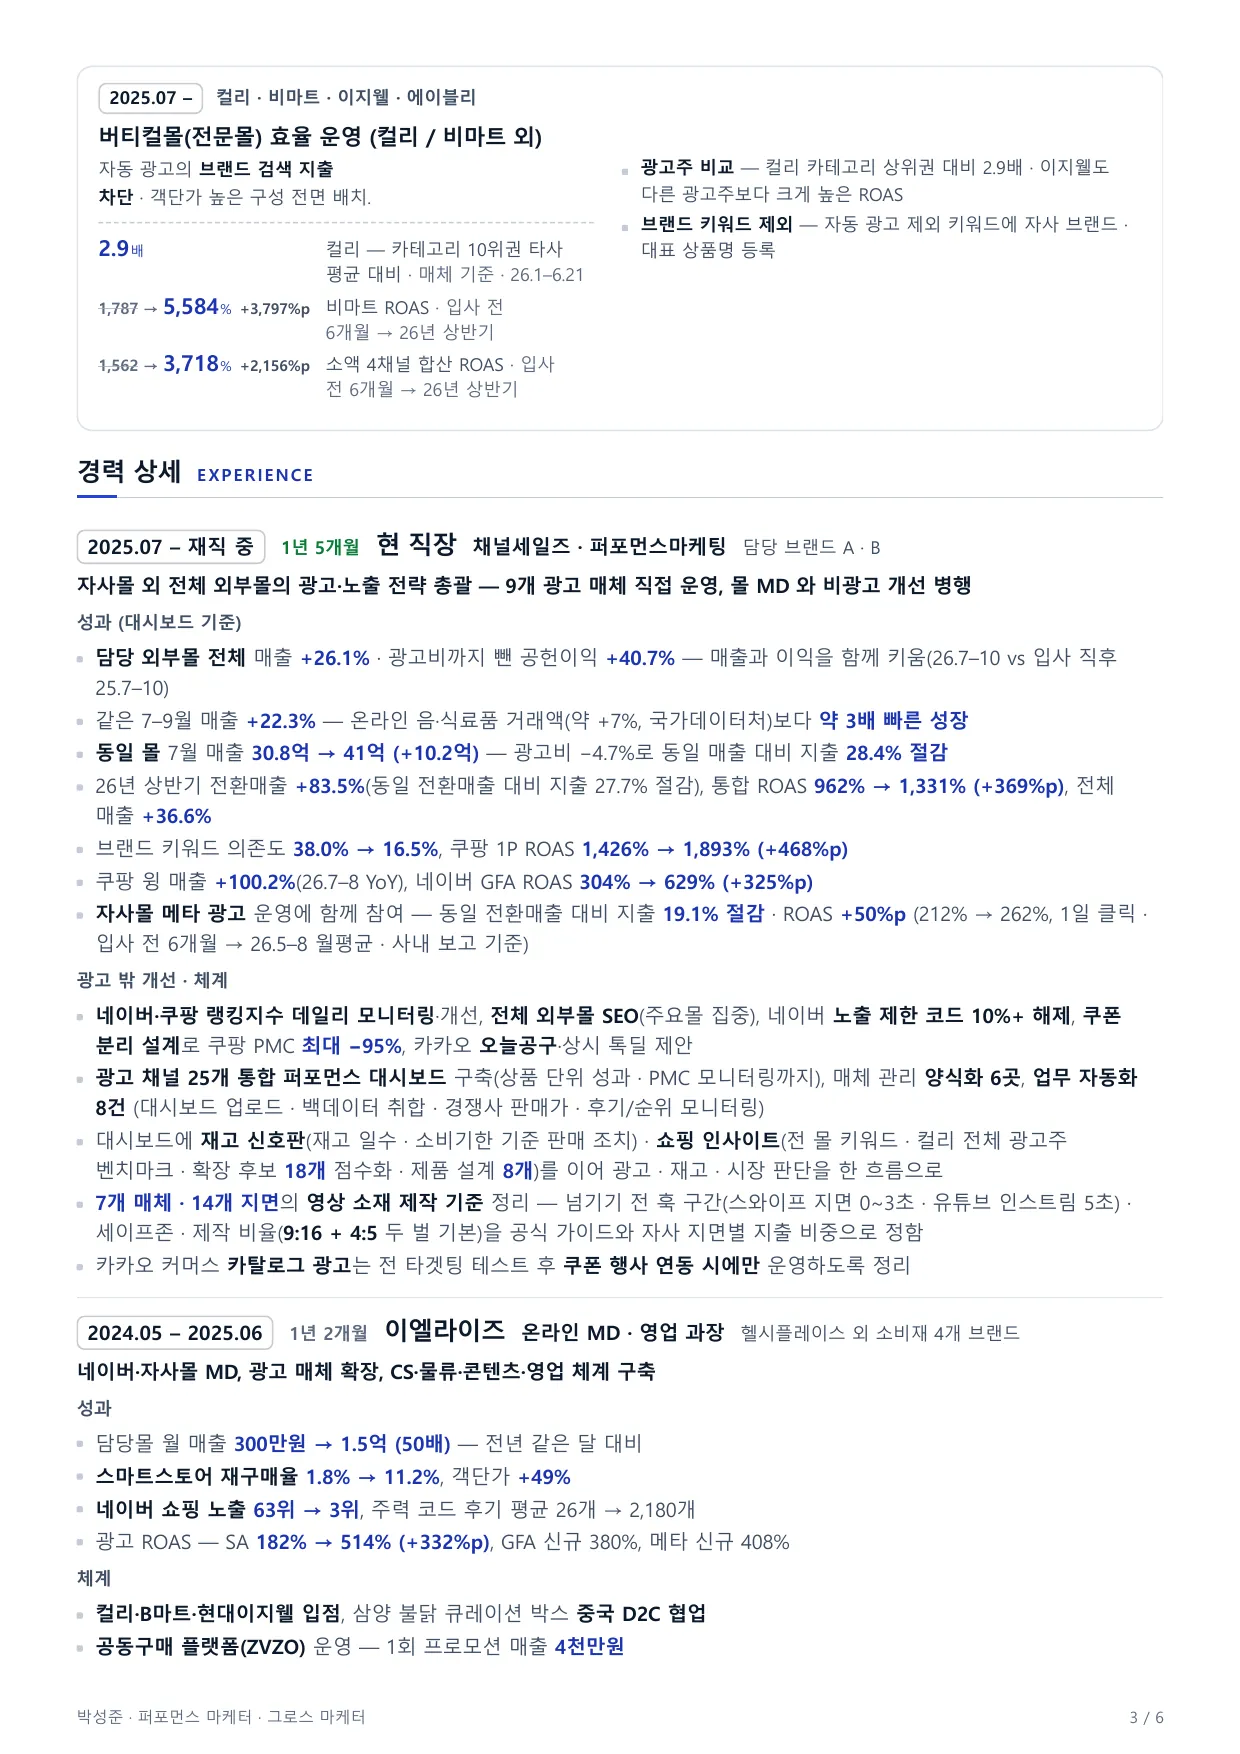 2025.07 – 컬리 · 비마트 · 이지웰 · 에이블리
버티컬몰(전문몰) 효율 운영 (컬리 / 비마트 외)
자동 광고의 브랜드 검색 지출
차단 · 객단가 높은 구성 전면 배치.
2.9배 컬리 — 카테고리 10위권 타사
평균 대비 · 매체 기준 · 26.1–6.21
1,787 → 5,584% +3,797%p 비마트 ROAS · 입사 전
6개월 → 26년 상반기
1,562 → 3,718% +2,156%p 소액 4채널 합산 ROAS · 입사
전 6개월 → 26년 상반기
광고주 비교 — 컬리 카테고리 상위권 대비 2.9배 · 이지웰도
다른 광고주보다 크게 높은 ROAS
브랜드 키워드 제외 — 자동 광고 제외 키워드에 자사 브랜드 ·
대표 상품명 등록
경력 상세 EXPERIENCE
2025.07 – 재직 중 1년 5개월 현 직장 채널세일즈 · 퍼포먼스마케팅 담당 브랜드 A · B
자사몰 외 전체 외부몰의 광고·노출 전략 총괄 — 9개 광고 매체 직접 운영, 몰 MD 와 비광고 개선 병행
성과 (대시보드 기준)
담당 외부몰 전체 매출 +26.1% · 광고비까지 뺀 공헌이익 +40.7% — 매출과 이익을 함께 키움(26.7–10 vs 입사 직후
25.7–10)
같은 7–9월 매출 +22.3% — 온라인 음·식료품 거래액(약 +7%, 국가데이터처)보다 약 3배 빠른 성장
동일 몰 7월 매출 30.8억 → 41억 (+10.2억) — 광고비 −4.7%로 동일 매출 대비 지출 28.4% 절감
26년 상반기 전환매출 +83.5%(동일 전환매출 대비 지출 27.7% 절감), 통합 ROAS 962% → 1,331% (+369%p), 전체
매출 +36.6%
브랜드 키워드 의존도 38.0% → 16.5%, 쿠팡 1P ROAS 1,426% → 1,893% (+468%p)
쿠팡 윙 매출 +100.2%(26.7–8 YoY), 네이버 GFA ROAS 304% → 629% (+325%p)
자사몰 메타 광고 운영에 함께 참여 — 동일 전환매출 대비 지출 19.1% 절감 · ROAS +50%p (212% → 262%, 1일 클릭 ·
입사 전 6개월 → 26.5–8 월평균 · 사내 보고 기준)
광고 밖 개선 · 체계
네이버·쿠팡 랭킹지수 데일리 모니터링·개선, 전체 외부몰 SEO(주요몰 집중), 네이버 노출 제한 코드 10%+ 해제, 쿠폰
분리 설계로 쿠팡 PMC 최대 −95%, 카카오 오늘공구·상시 톡딜 제안
광고 채널 25개 통합 퍼포먼스 대시보드 구축(상품 단위 성과 · PMC 모니터링까지), 매체 관리 양식화 6곳, 업무 자동화
8건 (대시보드 업로드 · 백데이터 취합 · 경쟁사 판매가 · 후기/순위 모니터링)
대시보드에 재고 신호판(재고 일수 · 소비기한 기준 판매 조치) · 쇼핑 인사이트(전 몰 키워드 · 컬리 전체 광고주
벤치마크 · 확장 후보 18개 점수화 · 제품 설계 8개)를 이어 광고 · 재고 · 시장 판단을 한 흐름으로
7개 매체 · 14개 지면의 영상 소재 제작 기준 정리 — 넘기기 전 훅 구간(스와이프 지면 0~3초 · 유튜브 인스트림 5초) ·
세이프존 · 제작 비율(9:16 + 4:5 두 벌 기본)을 공식 가이드와 자사 지면별 지출 비중으로 정함
카카오 커머스 카탈로그 광고는 전 타겟팅 테스트 후 쿠폰 행사 연동 시에만 운영하도록 정리
2024.05 – 2025.06 1년 2개월 이엘라이즈 온라인 MD · 영업 과장 헬시플레이스 외 소비재 4개 브랜드
네이버·자사몰 MD, 광고 매체 확장, CS·물류·콘텐츠·영업 체계 구축
성과
담당몰 월 매출 300만원 → 1.5억 (50배) — 전년 같은 달 대비
스마트스토어 재구매율 1.8% → 11.2%, 객단가 +49%
네이버 쇼핑 노출 63위 → 3위, 주력 코드 후기 평균 26개 → 2,180개
광고 ROAS — SA 182% → 514% (+332%p), GFA 신규 380%, 메타 신규 408%
체계
컬리·B마트·현대이지웰 입점, 삼양 불닭 큐레이션 박스 중국 D2C 협업
공동구매 플랫폼(ZVZO) 운영 — 1회 프로모션 매출 4천만원
박성준 · 퍼포먼스 마케터 · 그로스 마케터 3 / 6